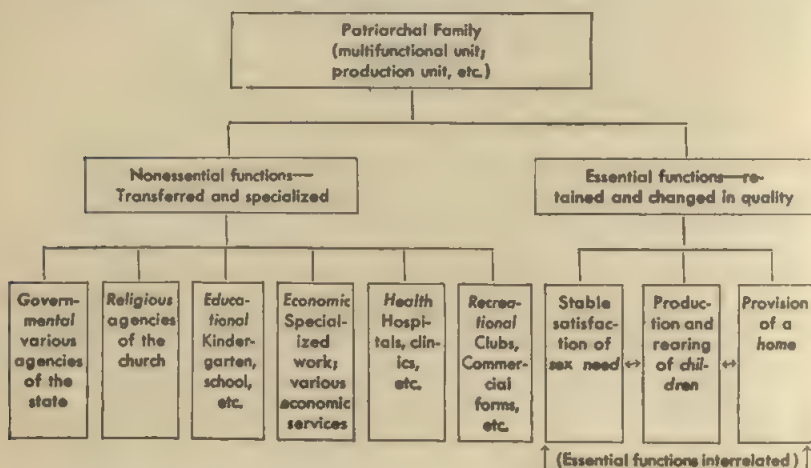 Patriarchal Family
(multifunctional unit;
production unit, etc.)
Nonessential functions—
Transferred and specialized
Essential functions—re-
tained and changed in quality
Govern-
mental
various
agencies
of the
state
Religious
agencies
of the
church
Educa-
tional
Kinder-
garten,
school,
etc.
Economic
Special-
ized
work;
various
economic
services
Health
Hospi-
tals, clin-
ics,
etc.
Recrea-
tional
Clubs,
Commer-
cial
forms,
etc.
Stable
satisfac-
tion of
sex need
Produc-
tion and
rearing
of chil-
dren
Provision
of a
home
(Essential functions interrelated)